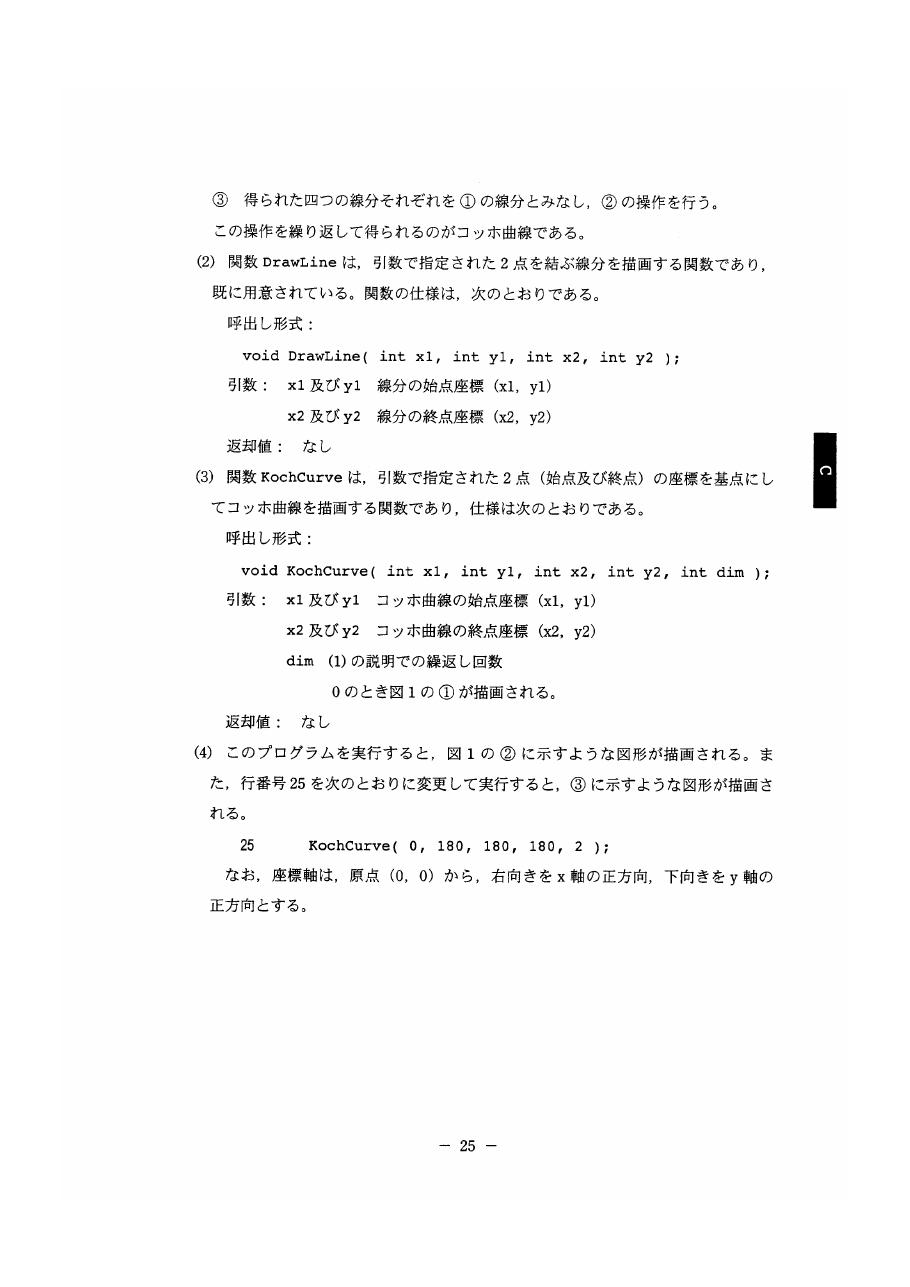 ③ 得られた四つの線分それぞれを ① の線分とみなし，② の操作を行う。
この操作を繰り返して得られるのがコッホ曲線である。
(2) 関数 DrawLine は，引数で指定された 2 点を結ぶ線分を描画する関数であり，
既に用意されている。関数の仕様は，次のとおりである。
呼出し形式：
void DrawLine( int x1, int y1, int x2, int y2 );
引数： x1 及び y1 線分の始点座標 (x1, y1)
x2 及び y2 線分の終点座標 (x2, y2)
返却値： なし
C
(3) 関数 KochCurve は，引数で指定された 2 点（始点及び終点）の座標を基点にし
てコッホ曲線を描画する関数であり，仕様は次のとおりである。
呼出し形式：
void KochCurve( int x1, int y1, int x2, int y2, int dim );
引数： x1 及び y1 コッホ曲線の始点座標 (x1, y1)
x2 及び y2 コッホ曲線の終点座標 (x2, y2)
dim (1) の説明での繰返し回数
0 のとき図 1 の ① が描画される。
返却値： なし
(4) このプログラムを実行すると，図 1 の ② に示すような図形が描画される。ま
た，行番号 25 を次のとおりに変更して実行すると，③ に示すような図形が描画さ
れる。
25 KochCurve( 0, 180, 180, 180, 2 );
なお，座標軸は，原点（0，0）から，右向きを x 軸の正方向，下向きを y 軸の
正方向とする。
－ 25 －